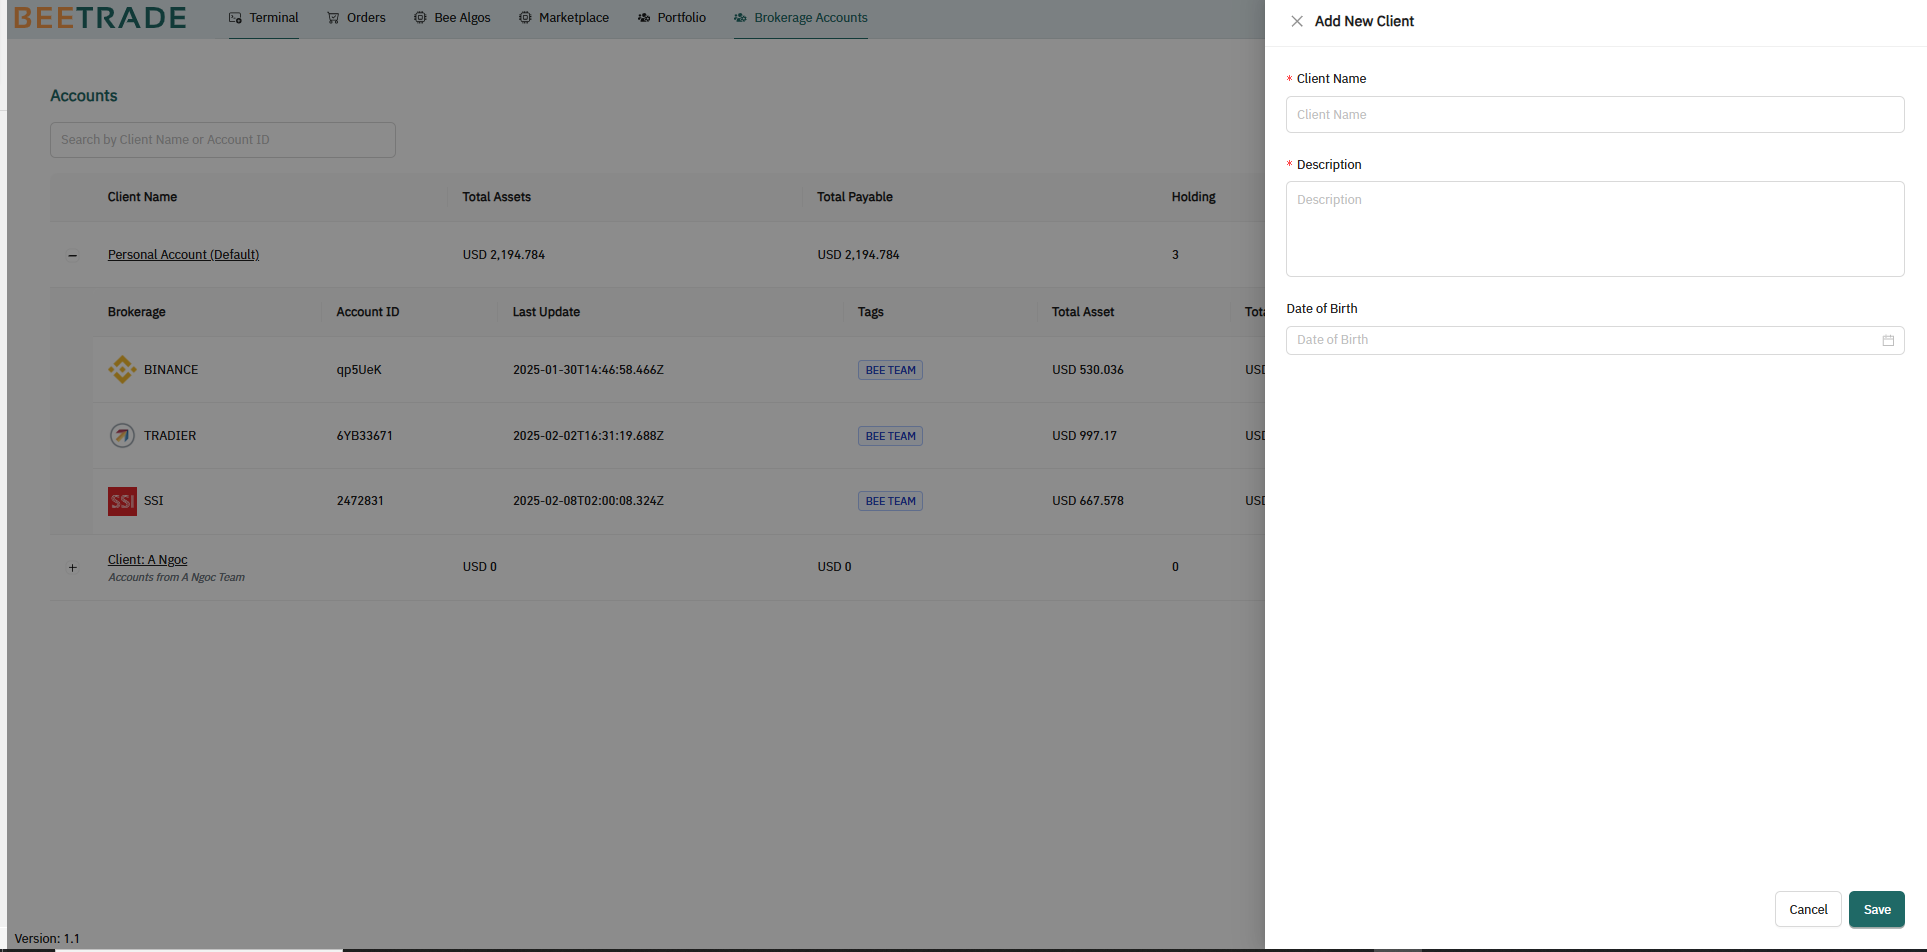 BEETRADE
Terminal
Orders
Bee Algos
Marketplace
Portfolio
Brokerage Accounts
Accounts
Search by Client Name or Account ID
Client Name Total Assets Total Payable Holding
Personal Account (Default) USD 2,194.784 USD 2,194.784 3
Brokerage Account ID Last Update Tags Total Asset
BINANCE qp5UeK 2025-01-30T14:46:58.466Z BEE TEAM USD 530.036 USD
TRADIER 6YB33671 2025-02-02T16:31:19.688Z BEE TEAM USD 997.17 USD
SSI SSI 2472831 2025-02-08T02:00:08.324Z BEE TEAM USD 667.578 USD
Client: A Ngoc USD 0 USD 0 0
Accounts from A Ngoc Team
Version: 1.1
Add New Client
* Client Name
Client Name
* Description
Description
Date of Birth
Date of Birth
Cancel Save